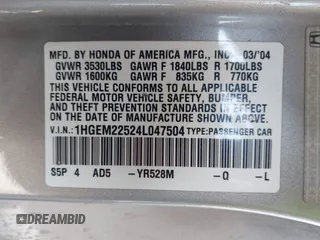 MFD. BY HONDA OF AMERICA MFG., INC. 03/'04
GVWR 3530LBS GAWR F 1840LBS R 1700LBS
GVWR 1600KG GAWR F 835KG R 770KG
THIS VEHICLE CONFORMS TO ALL APPLICABLE
FEDERAL MOTOR VEHICLE SAFETY, BUMPER,
AND THEFT PREVENTION STANDARDS IN EFFECT
ON THE DATE OF MANUFACTURE SHOWN ABOVE.
V.I.N.: 1HGEM22524L047504 TYPE: PASSENGER CAR
S5P 4 AD5 -YR528M -Q -L
DREAMBID